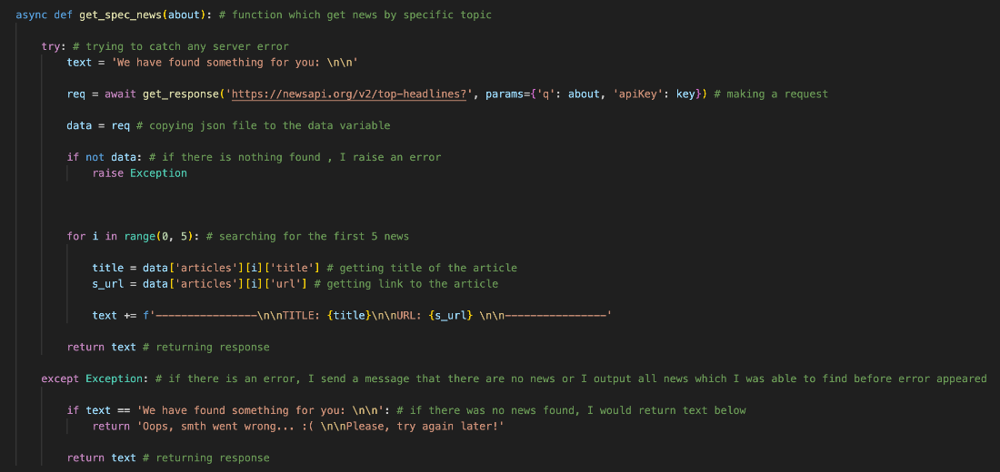 async def get_spec_news(about): # function which get news by specific topic
try: # trying to catch any server error
text = 'We have found something for you: \n\n'
req = await get_response('https://newsapi.org/v2/top-headlines?', params={'q': about, 'apiKey': key}) # making a request
data = req # copying json file to the data variable
if not data: # if there is nothing found , I raise an error
raise Exception
for i in range(0, 5): # searching for the first 5 news
title = data['articles'][i]['title'] # getting title of the article
s_url = data['articles'][i]['url'] # getting link to the article
text += f'----------------\n\nTITLE: {title}\n\nURL: {s_url} \n\n----------------'
return text # returning response
except Exception: # if there is an error, I send a message that there are no news or I output all news which I was able to find before error appeared
if text == 'We have found something for you: \n\n': # if there was no news found, I would return text below
return 'Oops, smth went wrong... :( \n\nPlease, try again later!'
return text # returning response